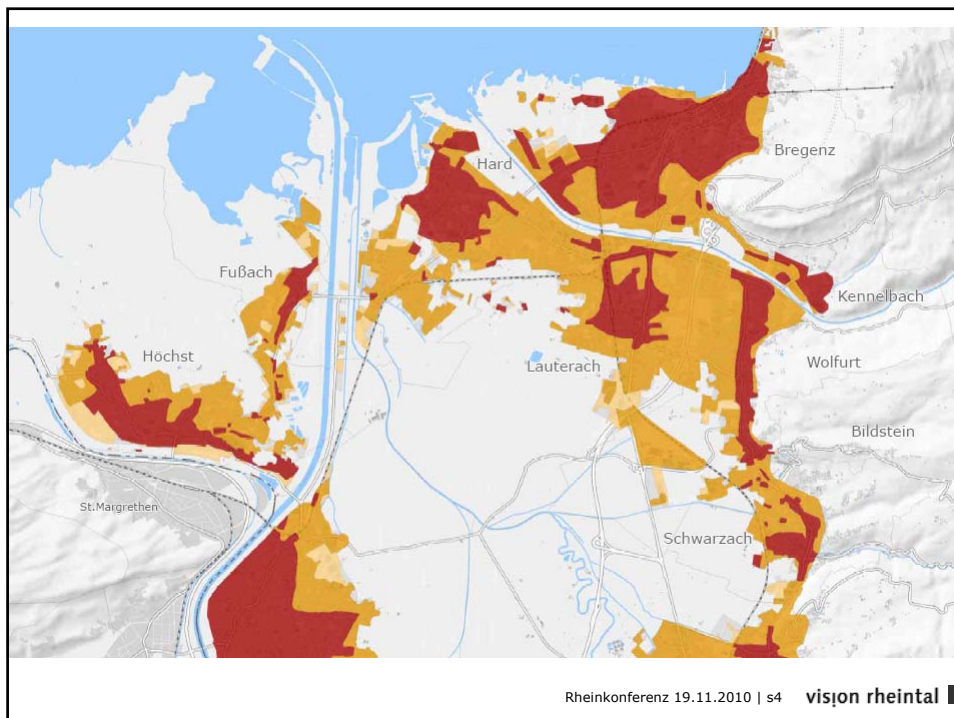 Bregenz
Hard
Fußach
Kennelbach
Höchst
Lauterach
Wolfurt
Bildstein
St.Margrethen
Schwarzach
Rheinkonferenz 19.11.2010 | s4 vision rheintal